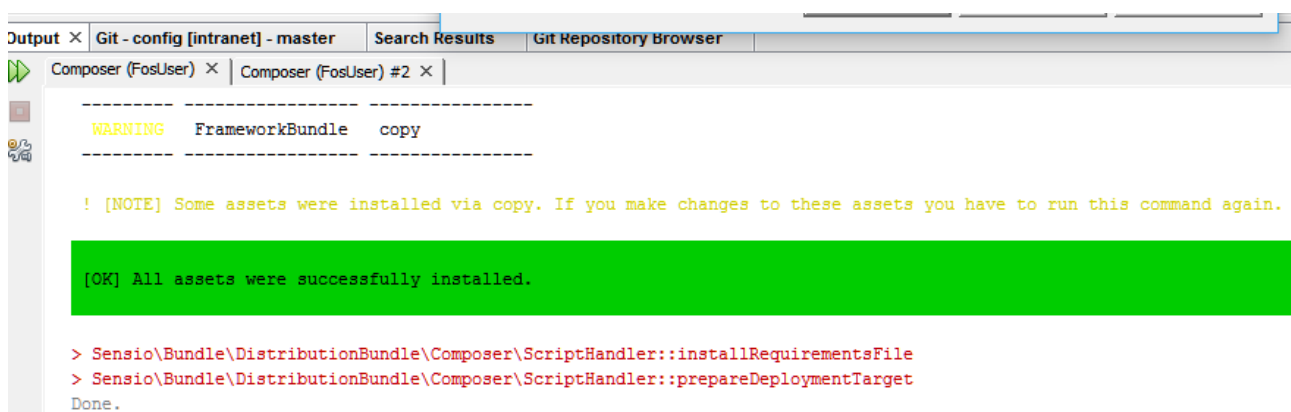 Output × Git - config [intranet] - master Search Results Git Repository Browser
Composer (FosUser) × Composer (FosUser) #2 ×
--------- ----------------- ----------------
WARNING FrameworkBundle copy
--------- ----------------- ----------------
! [NOTE] Some assets were installed via copy. If you make changes to these assets you have to run this command again.
[OK] All assets were successfully installed.
> Sensio\Bundle\DistributionBundle\Composer\ScriptHandler::installRequirementsFile
> Sensio\Bundle\DistributionBundle\Composer\ScriptHandler::prepareDeploymentTarget
Done.